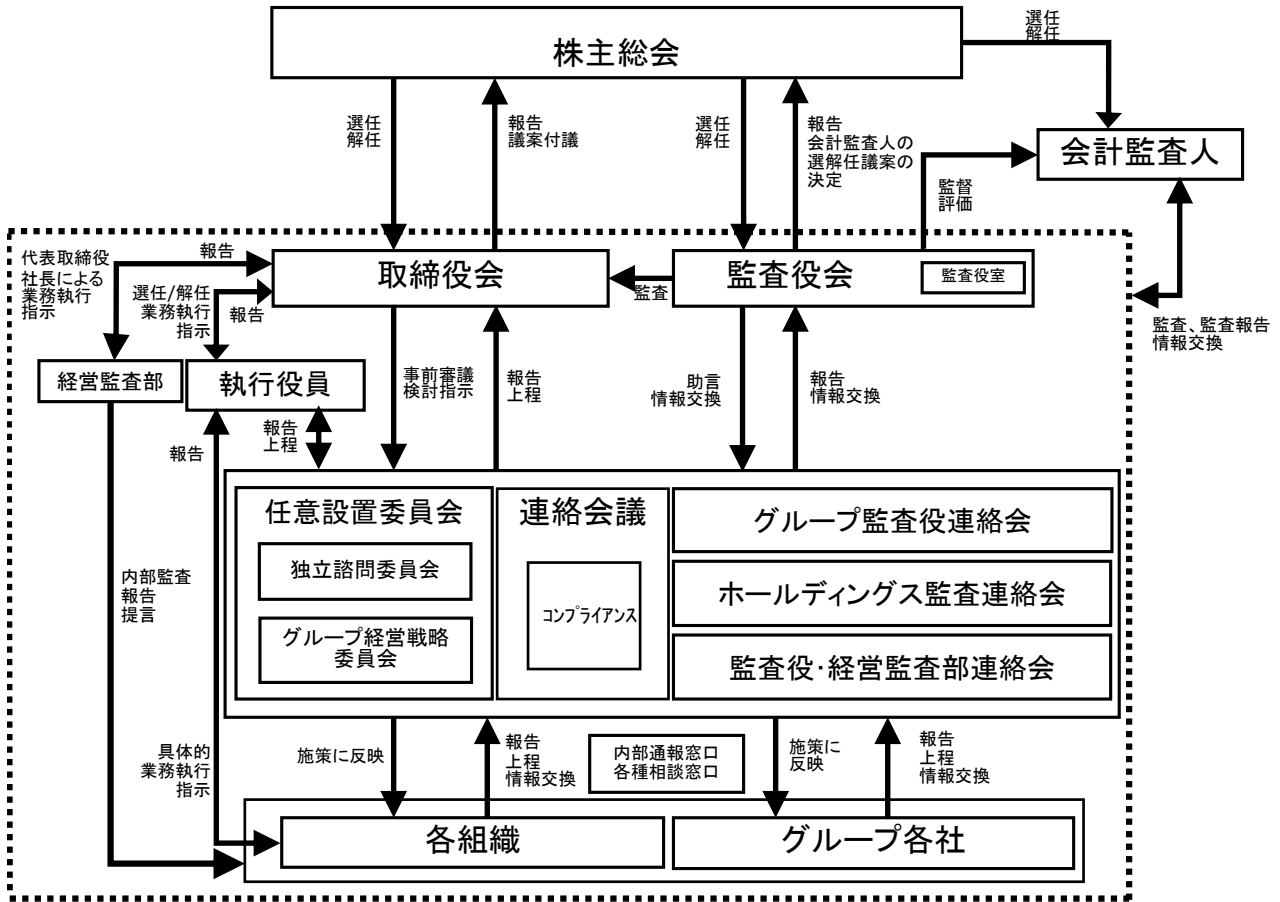 選任
解任
株主総会
選任
解任
報告
議案付議
選任
解任
報告
会計監査人の
選解任議案の
決定
会計監査人
監督
評価
代表取締役
社長による
業務執行
指示
報告
取締役会
監査
監査役会
監査役室
選任/解任
業務執行
指示
報告
監査、監査報告
情報交換
経営監査部
執行役員
事前審議
検討指示
報告
上程
助言
情報交換
報告
情報交換
報告
報告
上程
任意設置委員会
独立諮問委員会
グループ経営戦略
委員会
連絡会議
コンプライアンス
グループ監査役連絡会
ホールディングス監査連絡会
監査役・経営監査部連絡会
内部監査
報告
提言
具体的
業務執行
指示
施策に反映
報告
上程
情報交換
内部通報窓口
各種相談窓口
施策に
反映
報告
上程
情報交換
各組織
グループ各社